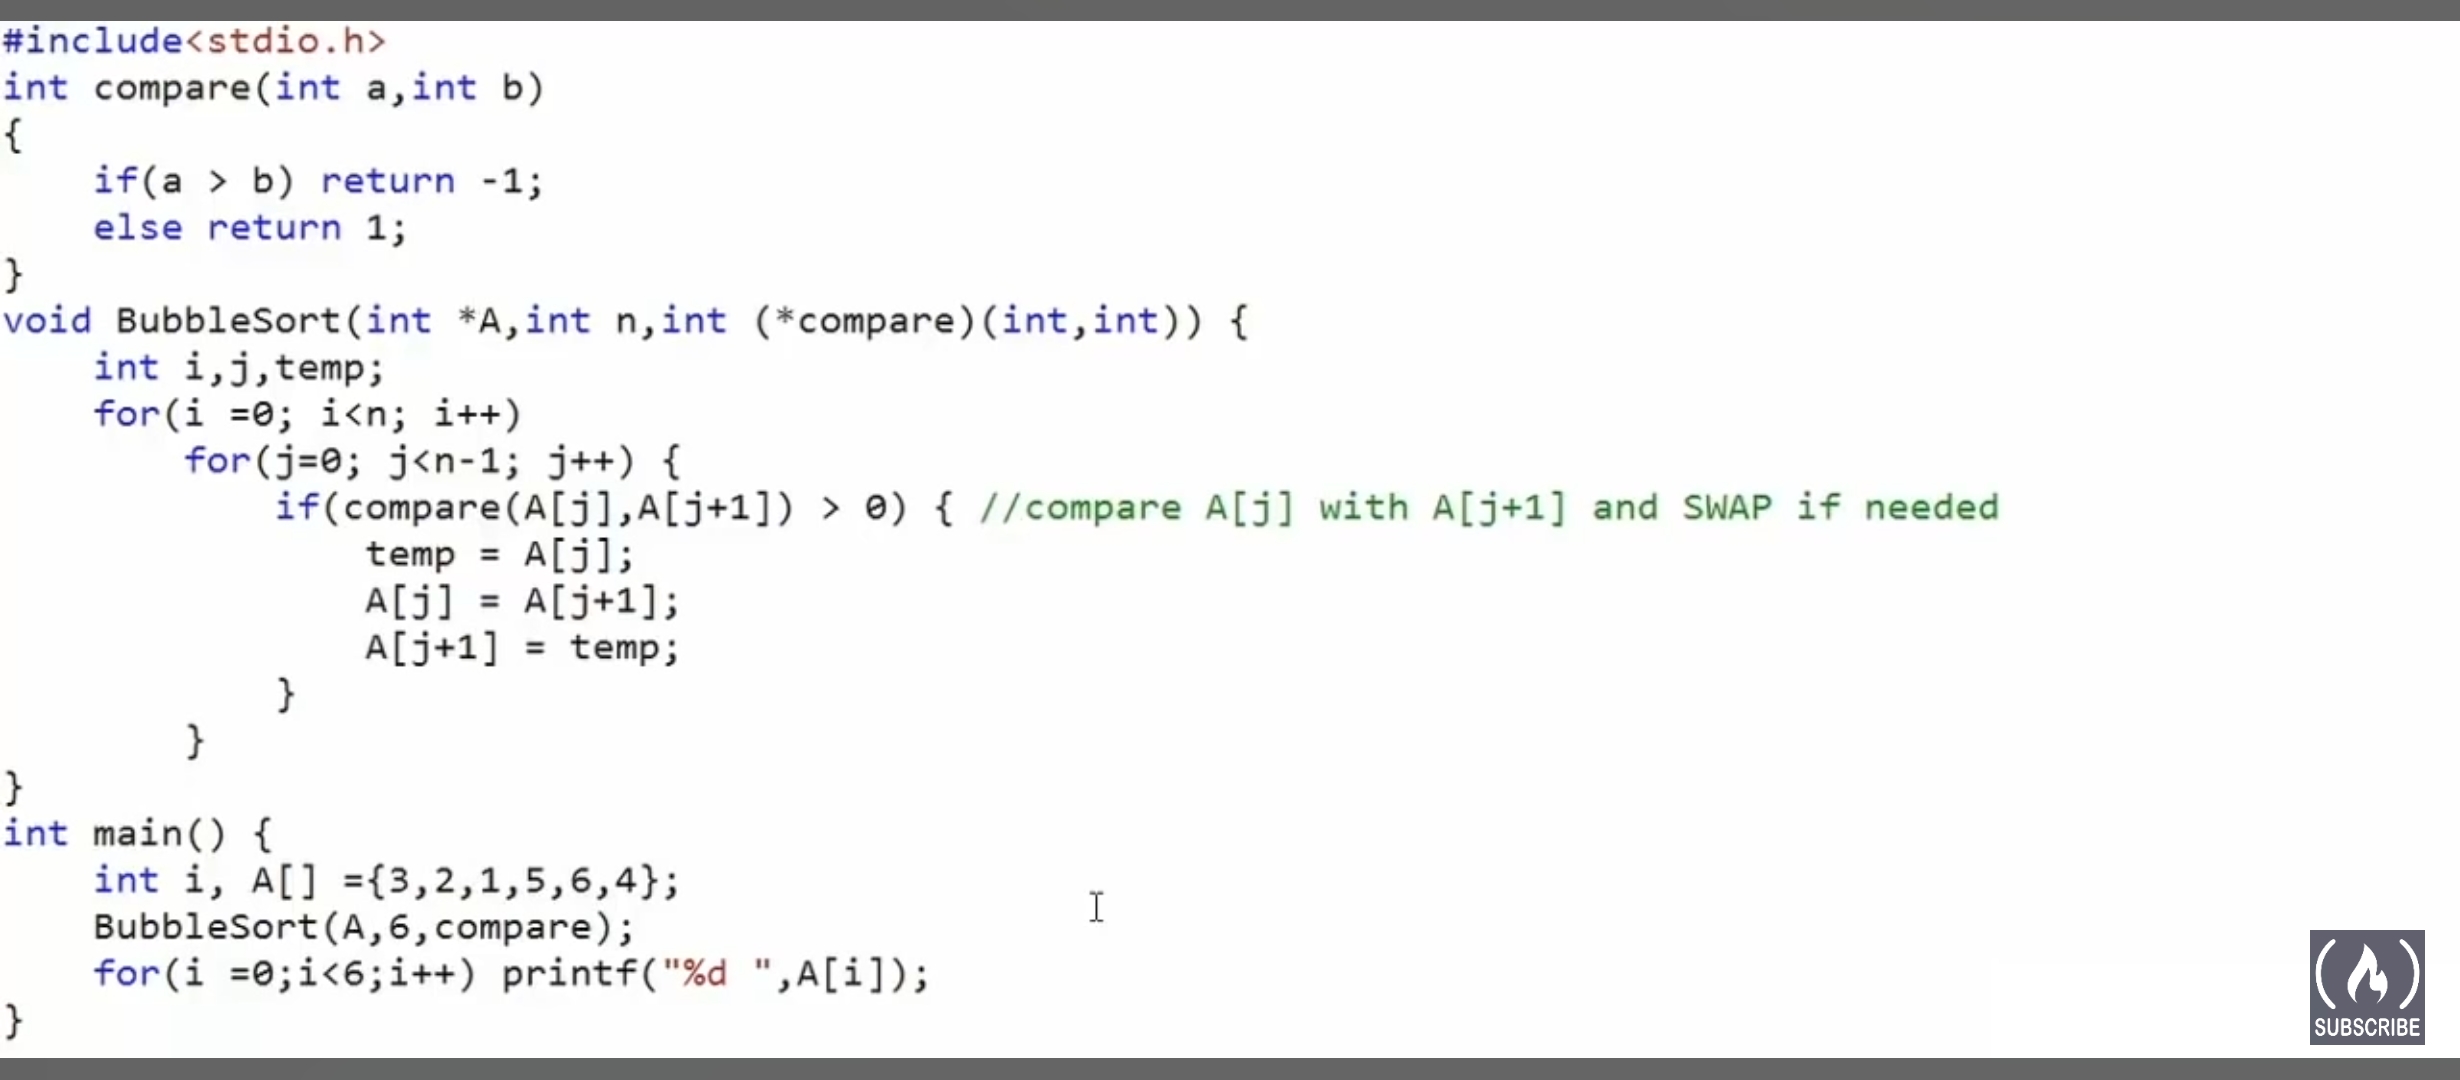 #include<stdio.h>
int compare(int a,int b)
{
    if(a > b) return -1;
    else return 1;
}
void BubbleSort(int *A,int n,int (*compare)(int,int)) {
    int i,j,temp;
    for(i =0; i<n; i++)
        for(j=0; j<n-1; j++) {
            if(compare(A[j],A[j+1]) > 0) { //compare A[j] with A[j+1] and SWAP if needed
                temp = A[j];
                A[j] = A[j+1];
                A[j+1] = temp;
            }
        }
}
int main() {
    int i, A[] ={3,2,1,5,6,4};
    BubbleSort(A,6,compare);
    for(i =0;i<6;i++) printf("%d ",A[i]);
}
SUBSCRIBE